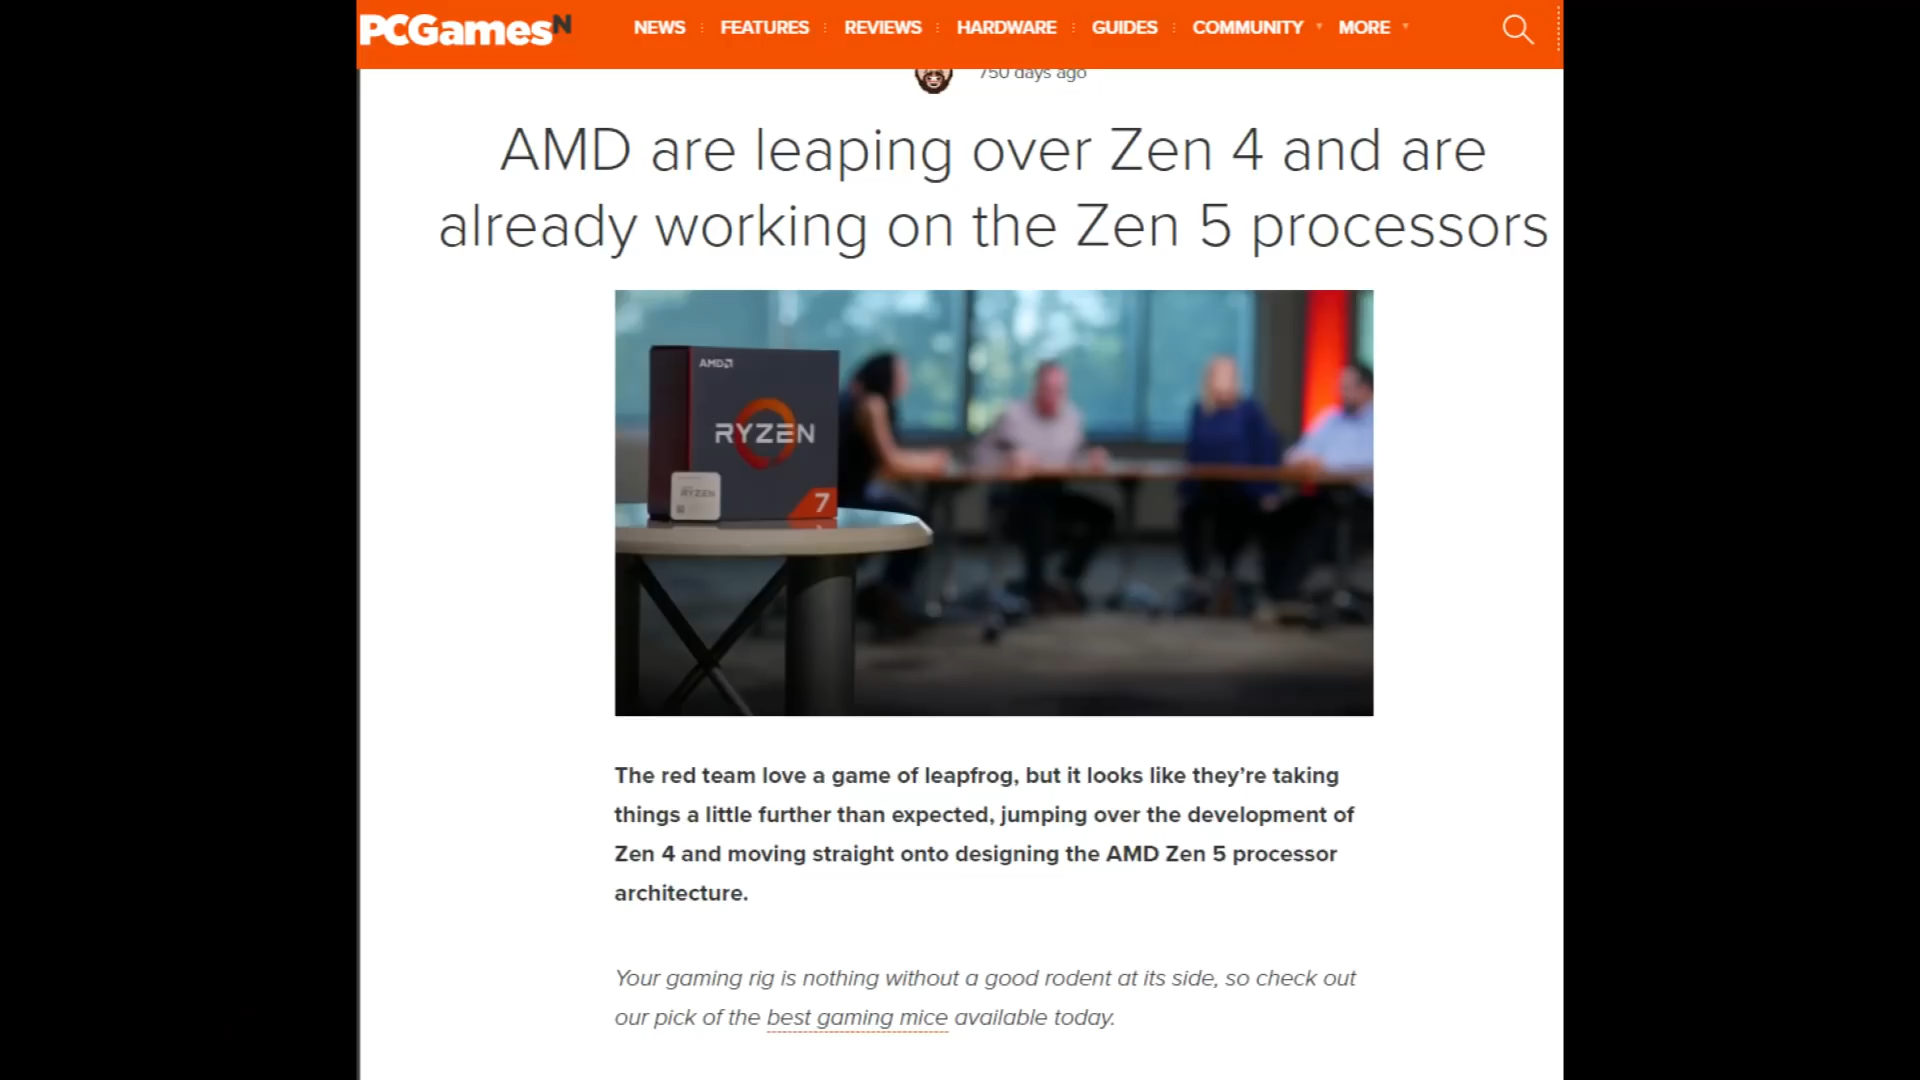 PCGamesN
NEWS FEATURES REVIEWS HARDWARE GUIDES COMMUNITY MORE
750 days ago
AMD are leaping over Zen 4 and are
already working on the Zen 5 processors
AMD
RYZEN
RYZEN
7
The red team love a game of leapfrog, but it looks like they’re taking
things a little further than expected, jumping over the development of
Zen 4 and moving straight onto designing the AMD Zen 5 processor
architecture.
Your gaming rig is nothing without a good rodent at its side, so check out
our pick of the best gaming mice available today.